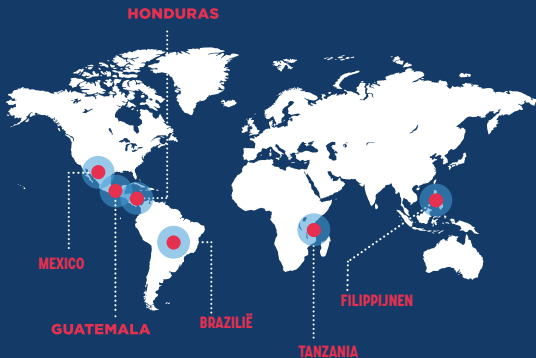 HONDURAS
MEXICO
GUATEMALA
BRAZILIË
FILIPPIJNEN
TANZANIA